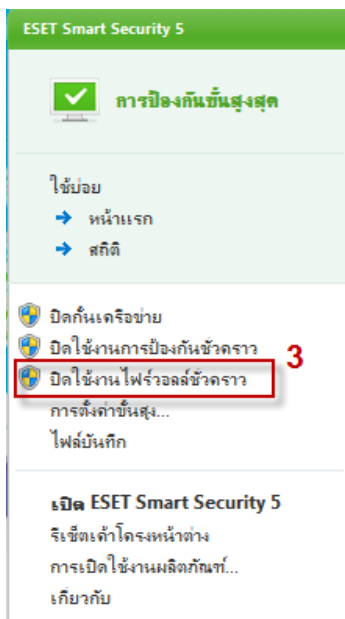 ESET Smart Security 5
การป้องกันขั้นสูงสุด
ใช้บ่อย
หน้าแรก
สถิติ
ปิดกั้นเครือข่าย
ปิดใช้งานการป้องกันชั่วคราว
3
ปิดใช้งานไฟร์วอลล์ชั่วคราว
การตั้งค่าขั้นสูง...
ไฟล์บันทึก
เปิด ESET Smart Security 5
รีเซ็ตเค้าโครงหน้าต่าง
การเปิดใช้งานผลิตภัณฑ์...
เกี่ยวกับ